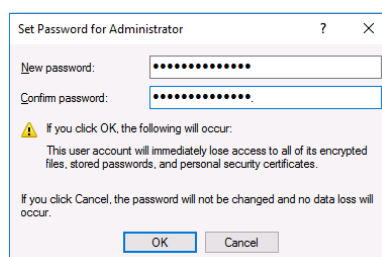 Set Password for Administrator ? ×
New password: ●●●●●●●●●●●●●●
Confirm password: ●●●●●●●●●●●●●●
If you click OK, the following will occur:
This user account will immediately lose access to all of its encrypted
files, stored passwords, and personal security certificates.
If you click Cancel, the password will not be changed and no data loss will
occur.
OK Cancel